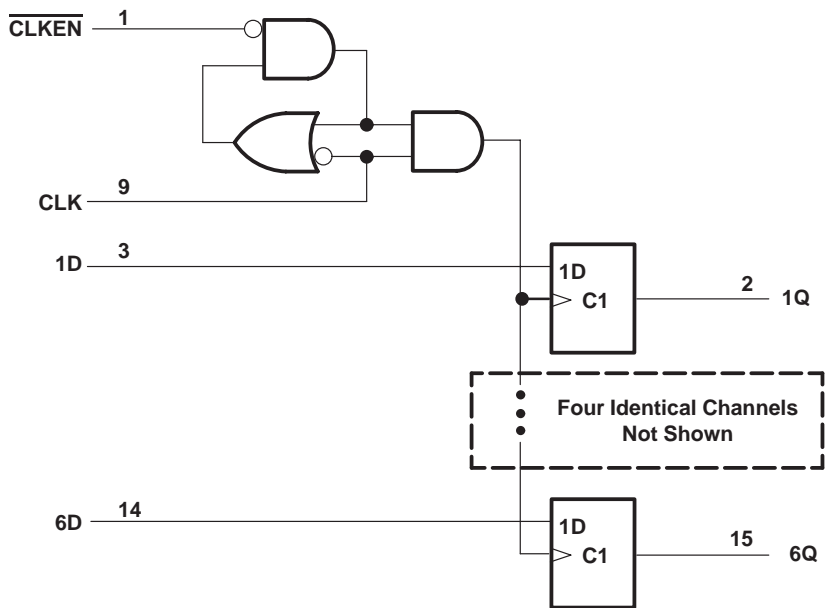 CLKEN 1
CLK 9
1D 3
1D
C1
2 1Q
Four Identical Channels
Not Shown
6D 14
1D
C1
15 6Q